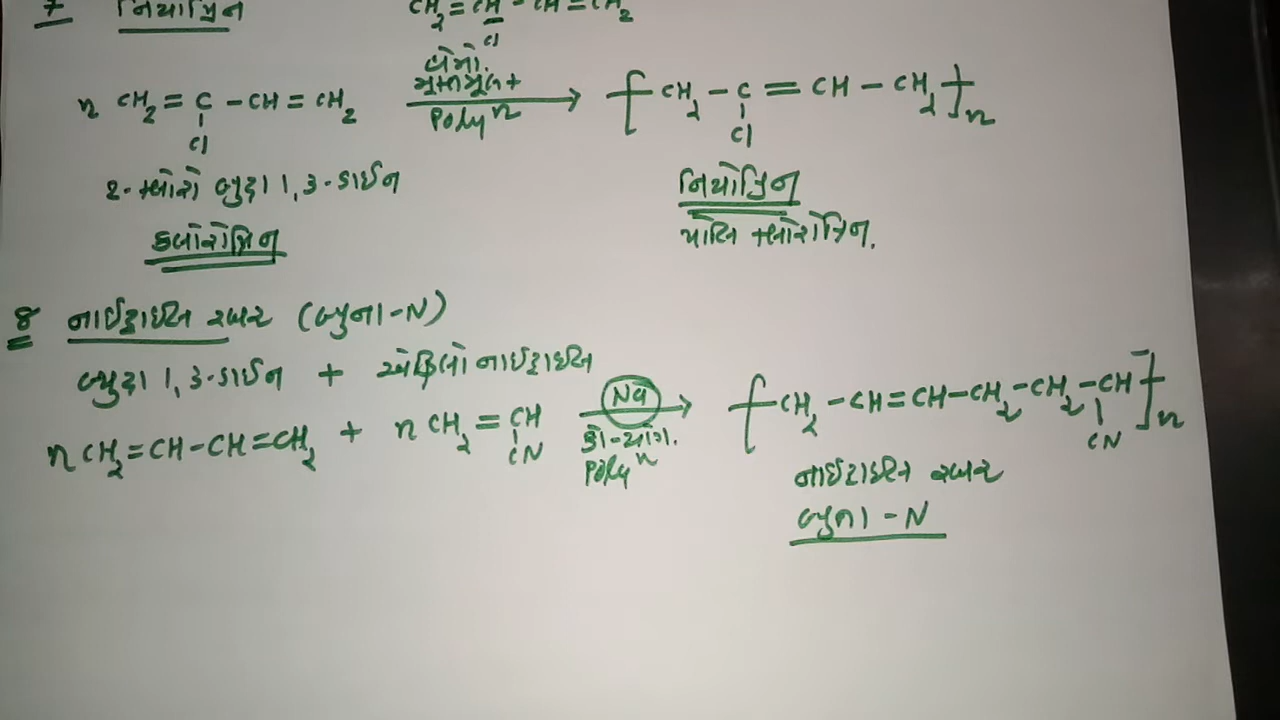 7 નિયોપ્રિન CH₂=CH-CH=CH₂
Cl
n CH₂ = C - CH = CH₂ હોમો. મુક્તમૂલક Polyⁿ [ CH₂ - C = CH - CH₂ ]n
Cl Cl
2-ક્લોરો બ્યુટા 1,3-ડાઈન નિયોપ્રિન
ક્લોરોપ્રિન પોલિ ક્લોરોપ્રિન.
8 નાઈટ્રાઈલ રબર (બ્યુના-N)
બ્યુટા 1,3-ડાઈન + એક્રિલો નાઈટ્રાઈલ
n CH₂=CH-CH=CH₂ + n CH₂ = CH Na કો-યોગ. Polyⁿ [ CH₂ - CH = CH - CH₂ - CH₂ - CH ]n
CN CN
નાઈટ્રાઈલ રબર
બ્યુના - N